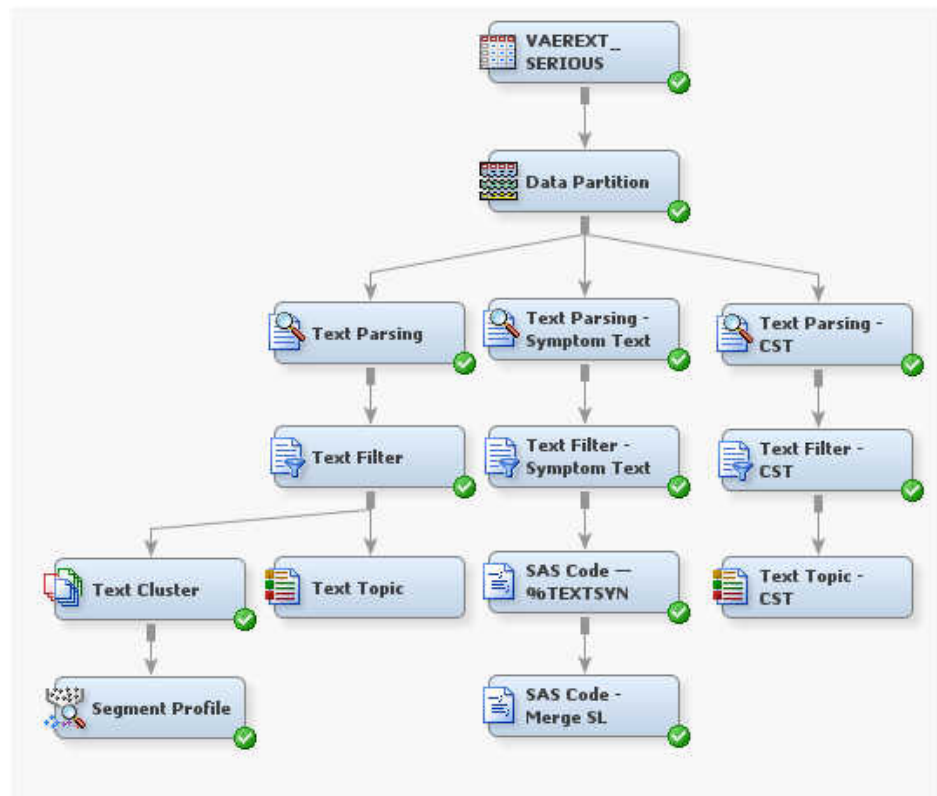 VAEREXT_
SERIOUS
Data Partition
Text Parsing
Text Parsing -
Symptom Text
Text Parsing -
CST
Text Filter
Text Filter -
Symptom Text
Text Filter -
CST
Text Cluster
Text Topic
SAS Code —
%TEXTSYN
Text Topic -
CST
Segment Profile
SAS Code -
Merge SL